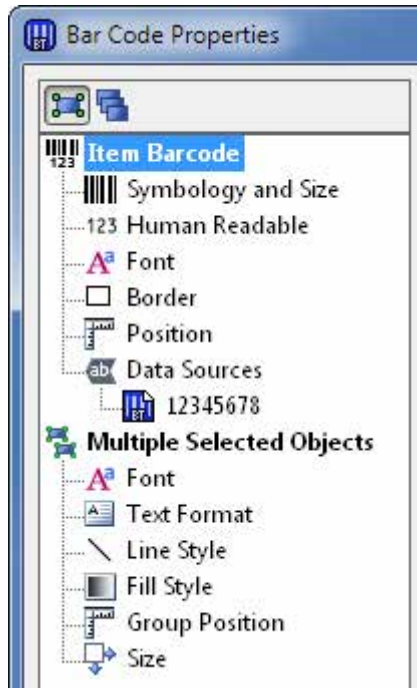 Bar Code Properties
Item Barcode
Symbology and Size
123 Human Readable
Font
Border
Position
Data Sources
12345678
Multiple Selected Objects
Font
Text Format
Line Style
Fill Style
Group Position
Size